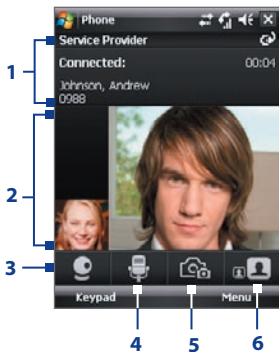 Phone
Service Provider
Connected: 00:04
Johnson, Andrew
0988
1
2
3
Keypad Menu
4 5 6